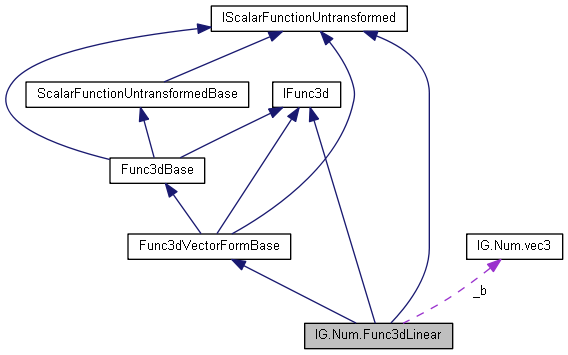 IScalarFunctionUntransformed
ScalarFunctionUntransformedBase
IFunc3d
Func3dBase
Func3dVectorFormBase
IG.Num.vec3
_b
IG.Num.Func3dLinear